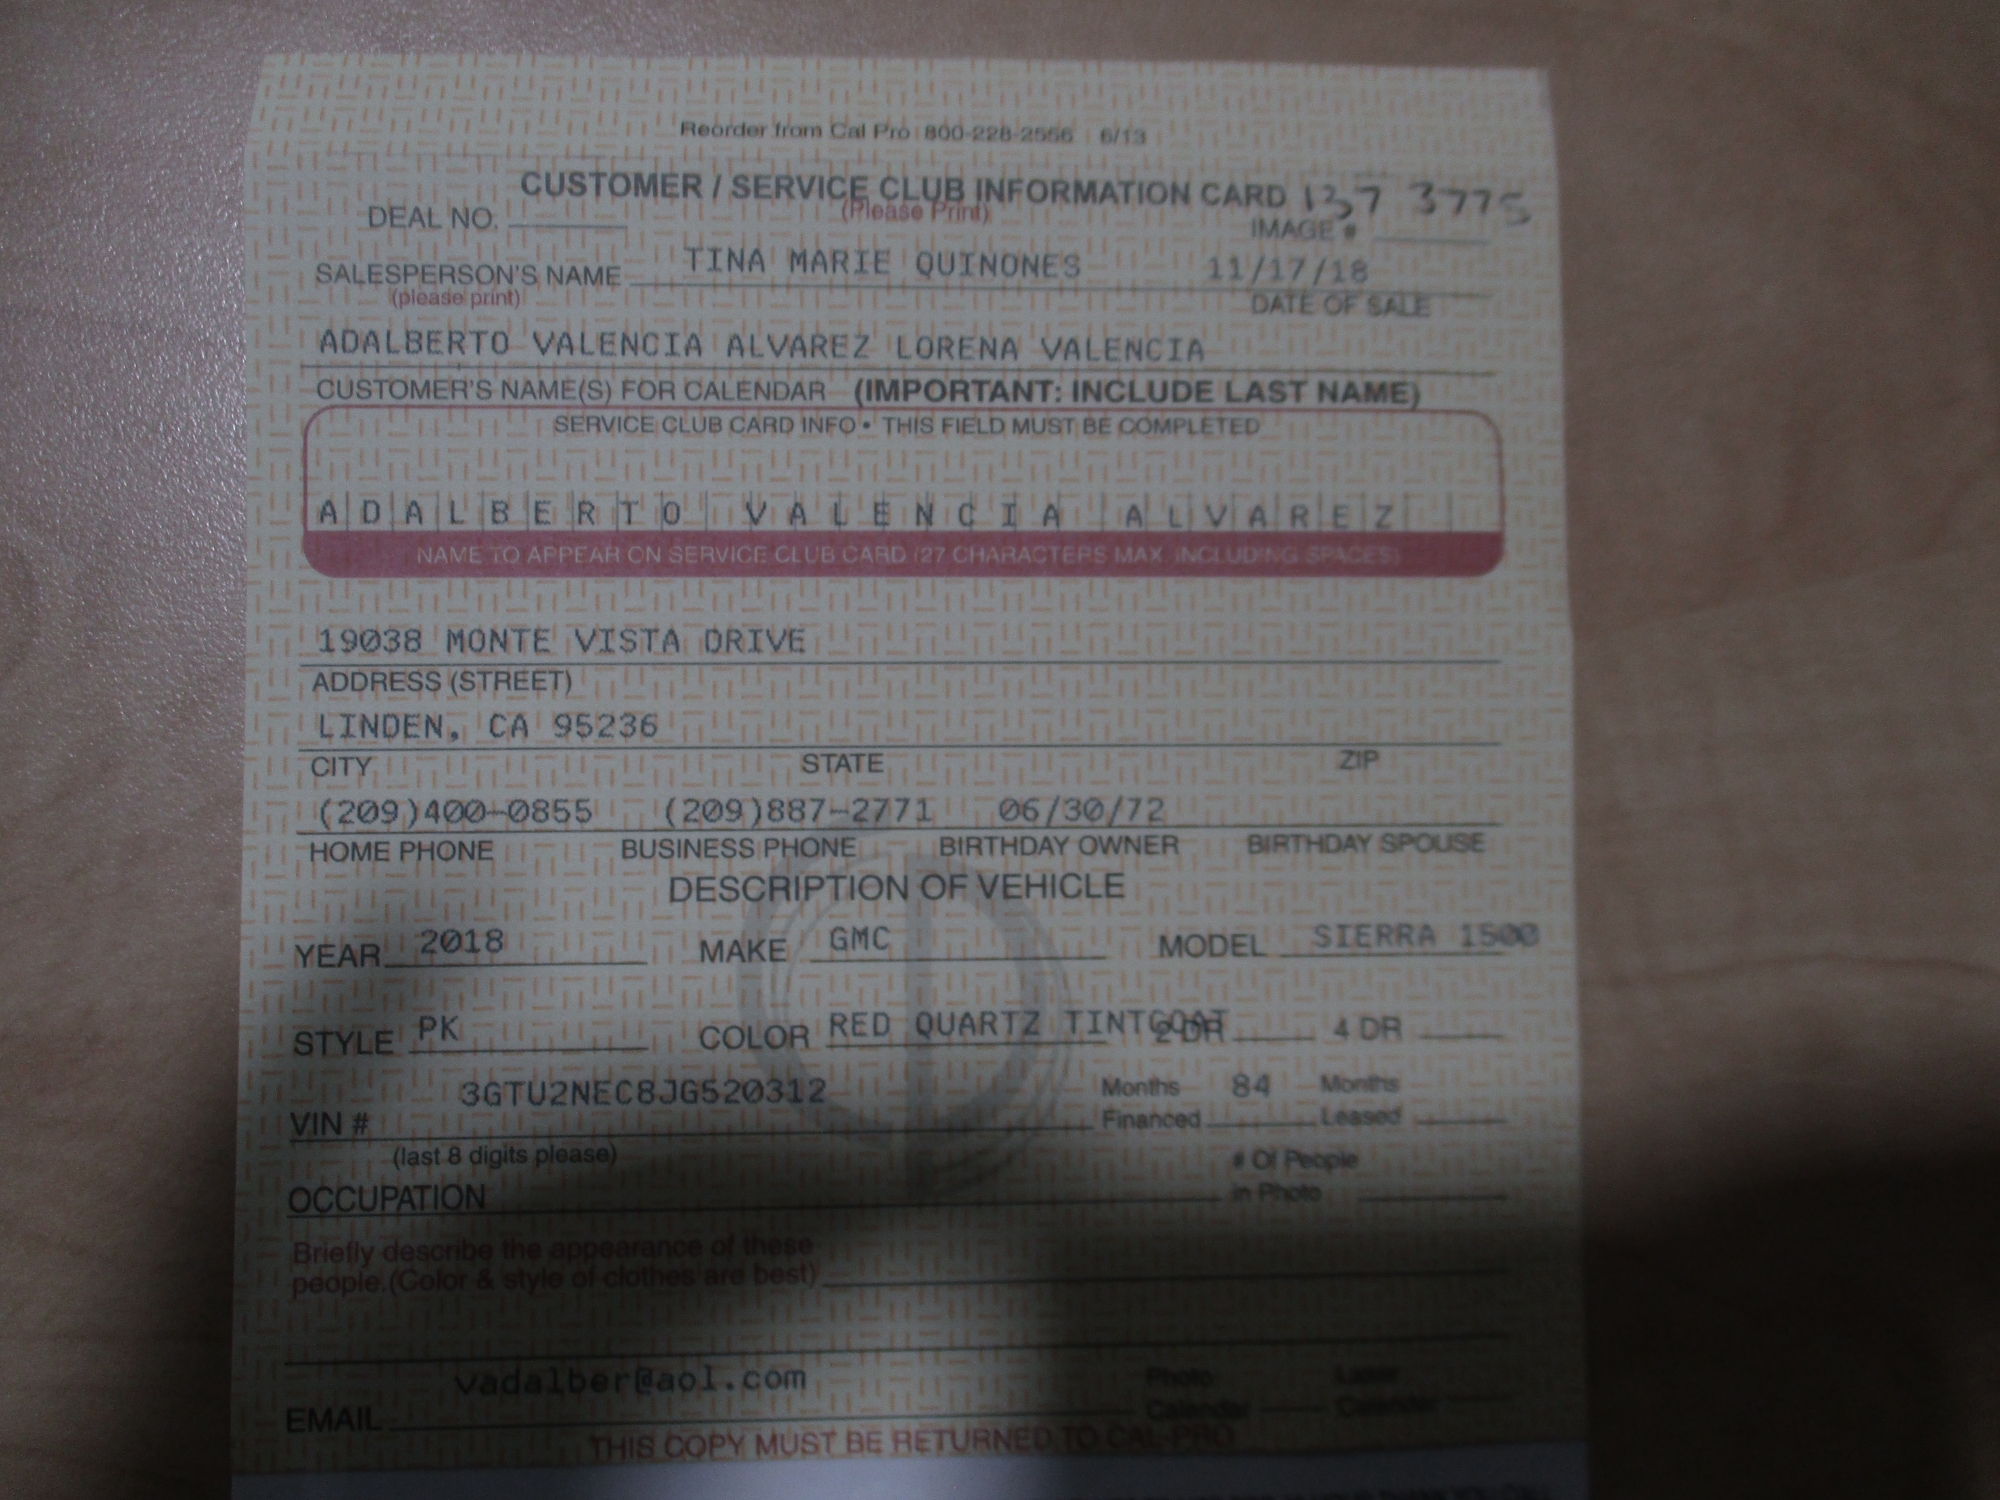 Reorder from Cal Pro 800-228-2556 6/13
CUSTOMER / SERVICE CLUB INFORMATION CARD 137 3775
(Please Print)
DEAL NO. IMAGE #
SALESPERSON'S NAME TINA MARIE QUINONES 11/17/18
(please print) DATE OF SALE
ADALBERTO VALENCIA ALVAREZ LORENA VALENCIA
CUSTOMER'S NAME(S) FOR CALENDAR (IMPORTANT: INCLUDE LAST NAME)
SERVICE CLUB CARD INFO • THIS FIELD MUST BE COMPLETED
ADALBERTO VALENCIA ALVAREZ
NAME TO APPEAR ON SERVICE CLUB CARD (27 CHARACTERS MAX. INCLUDING SPACES)
19038 MONTE VISTA DRIVE
ADDRESS (STREET)
LINDEN, CA 95236
CITY STATE ZIP
(209)400-0855 (209)887-2771 06/30/72
HOME PHONE BUSINESS PHONE BIRTHDAY OWNER BIRTHDAY SPOUSE
DESCRIPTION OF VEHICLE
YEAR 2018 MAKE GMC MODEL SIERRA 1500
STYLE PK COLOR RED QUARTZ TINTCOAT 2 DR 4 DR
3GTU2NEC8JG520312 Months 84 Months
VIN # Financed Leased
(last 8 digits please) # Of People
OCCUPATION in Photo
Briefly describe the appearance of these
people.(Color & style of clothes are best)
vadalber@aol.com Photo Laser
EMAIL Calendar Calendar
THIS COPY MUST BE RETURNED TO CAL-PRO